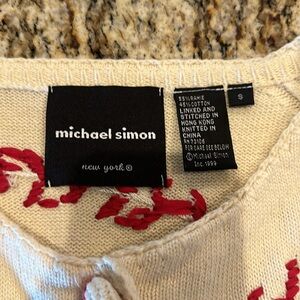 michael simon
new york®
55%RAMIE
45%COTTON
LINKED AND
STITCHED IN
HONG KONG
KNITTED IN
CHINA
FOR CARE SEE BELOW
©Michael Simon
Inc 1999
S